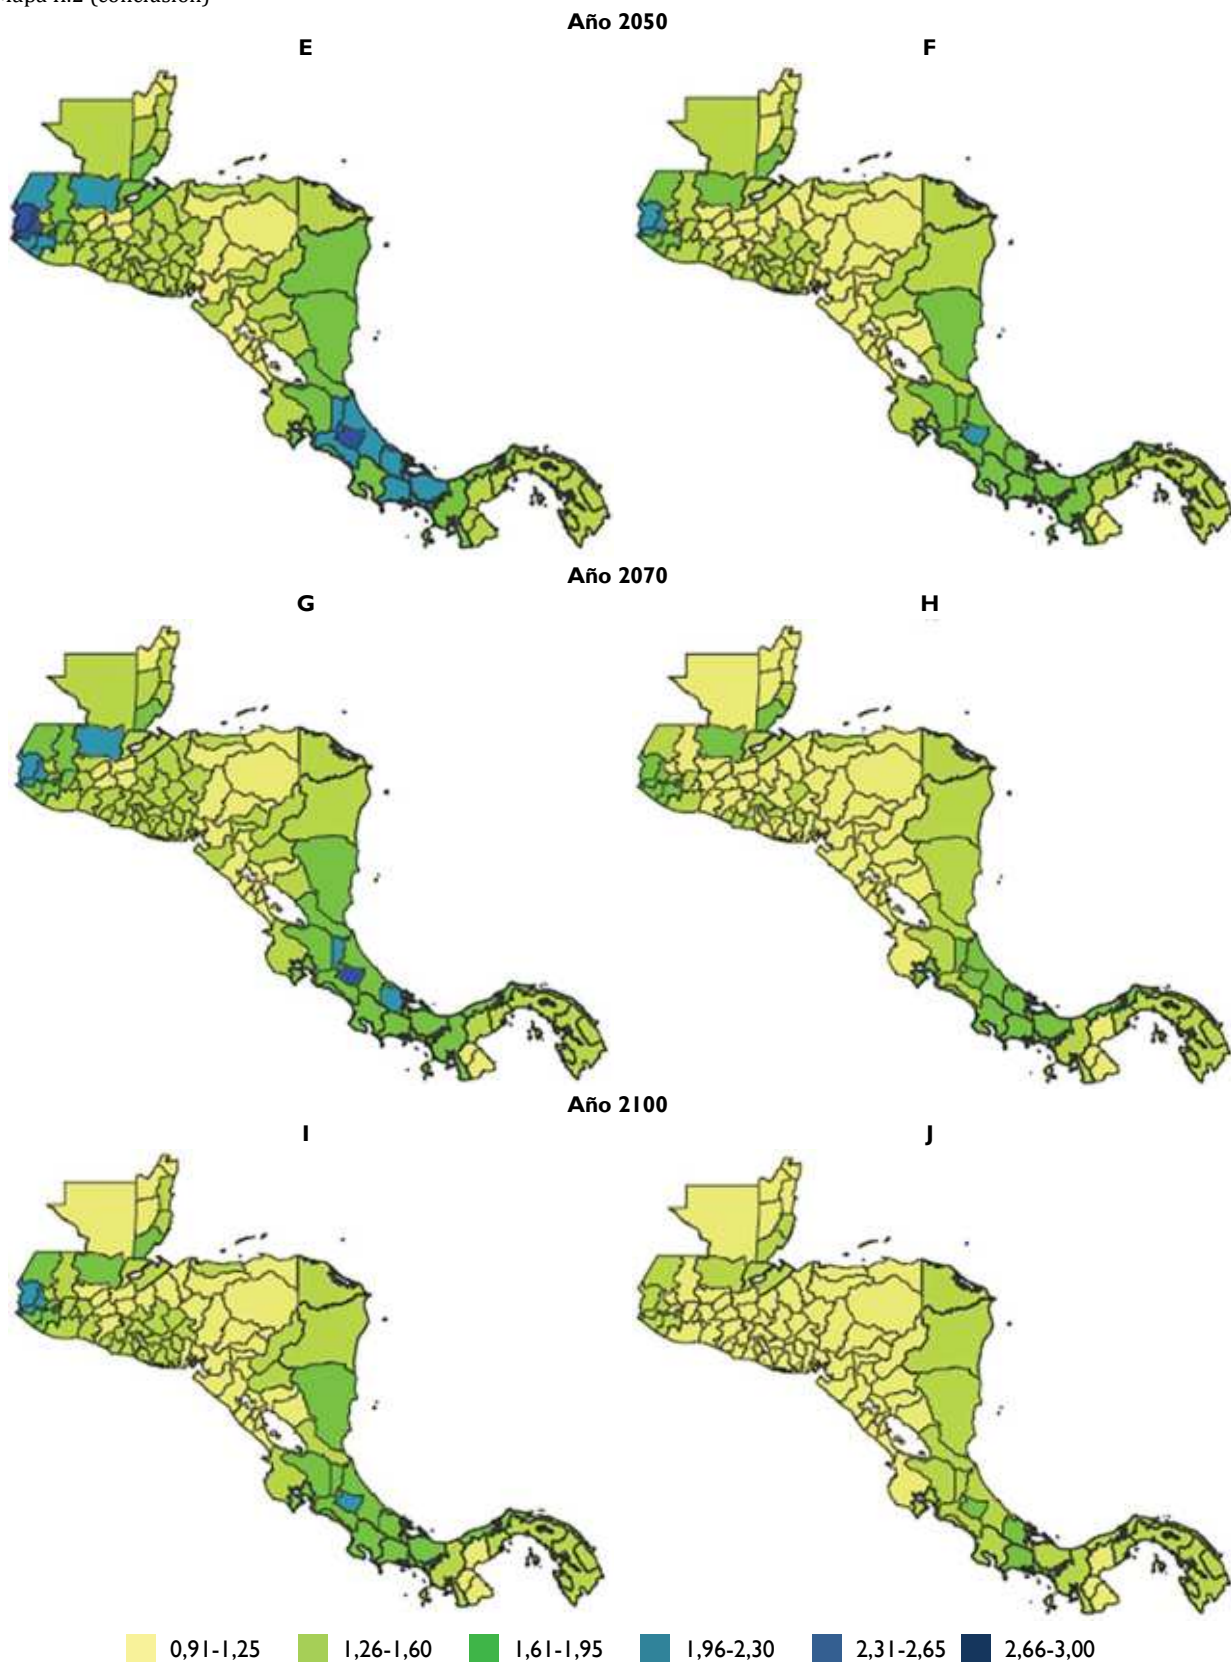 (conclusión)
Año 2050
E F
Año 2070
G H
Año 2100
I J
0,91-1,25 1,26-1,60 1,61-1,95 1,96-2,30 2,31-2,65 2,66-3,00